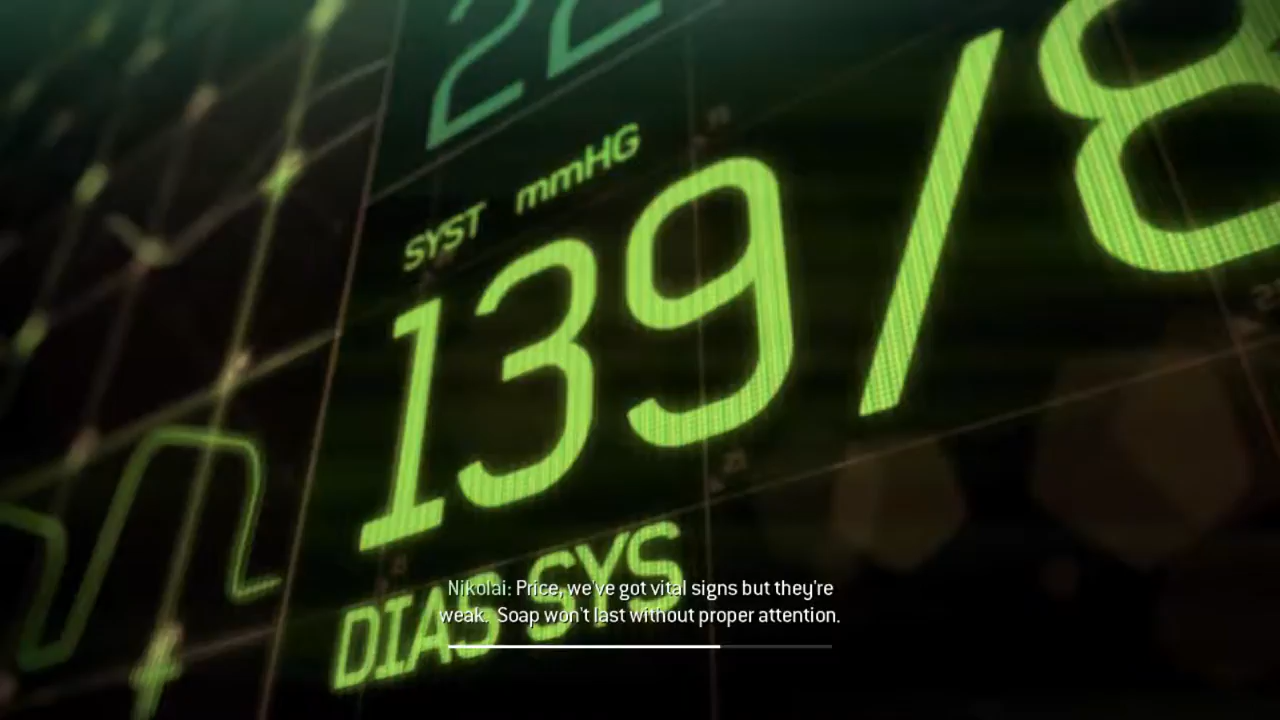 22
SYST mmHG
139/8
DIAS SYS
Nikolai: Price, we've got vital signs but they're
weak. Soap won't last without proper attention.